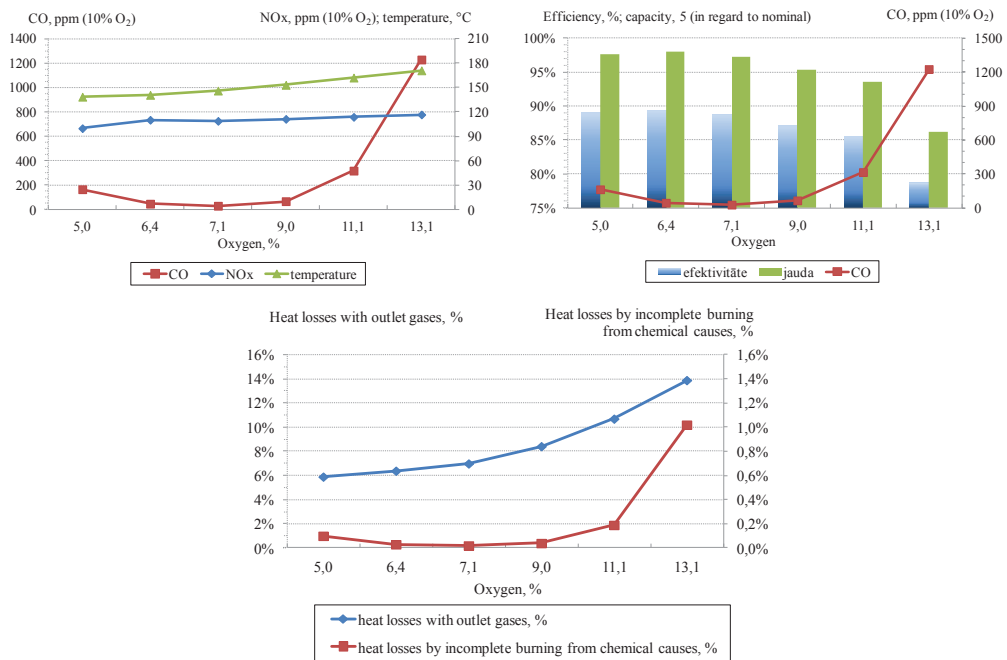 CO, ppm (10% O₂)
NOx, ppm (10% O₂); temperature, °C
1400
1200
1000
800
600
400
200
0
210
180
150
120
90
60
30
0
5,0 6,4 7,1 9,0 11,1 13,1
Oxygen, %
CO NOx temperature
Efficiency, %; capacity, 5 (in regard to nominal)
CO, ppm (10% O₂)
100%
95%
90%
85%
80%
75%
1500
1200
900
600
300
0
5,0 6,4 7,1 9,0 11,1 13,1
Oxygen
efektivitāte jauda CO
Heat losses with outlet gases, %
Heat losses by incomplete burning
from chemical causes, %
16%
14%
12%
10%
8%
6%
4%
2%
0%
1,6%
1,4%
1,2%
1,0%
0,8%
0,6%
0,4%
0,2%
0,0%
5,0 6,4 7,1 9,0 11,1 13,1
Oxygen, %
heat losses with outlet gases, %
heat losses by incomplete burning from chemical causes, %